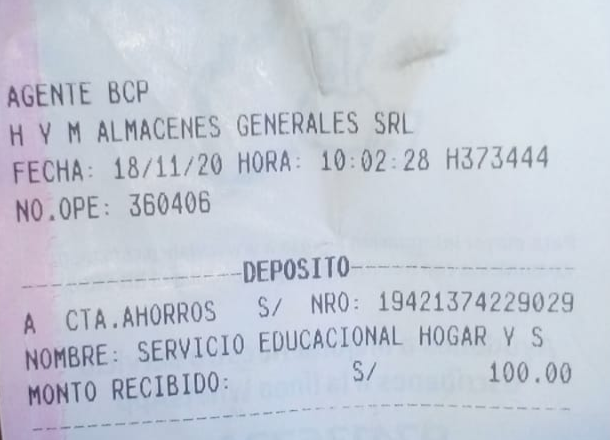 AGENTE BCP
H Y M ALMACENES GENERALES SRL
FECHA: 18/11/20 HORA: 10:02:28 H373444
NO.OPE: 360406
DEPOSITO
A CTA.AHORROS S/ NRO: 19421374229029
NOMBRE: SERVICIO EDUCACIONAL HOGAR Y S
MONTO RECIBIDO: S/ 100.00